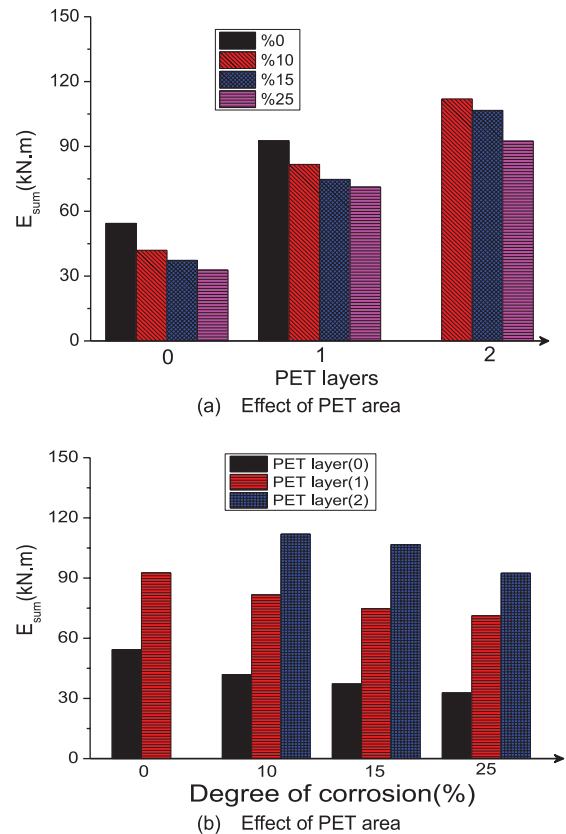 150
120
90
60
30
0
E_sum(kN.m)
%0
%10
%15
%25
0 1 2
PET layers
(a) Effect of PET area
150
120
90
60
30
0
E_sum(kN.m)
PET layer(0)
PET layer(1)
PET layer(2)
0 10 15 25
Degree of corrosion(%)
(b) Effect of PET area